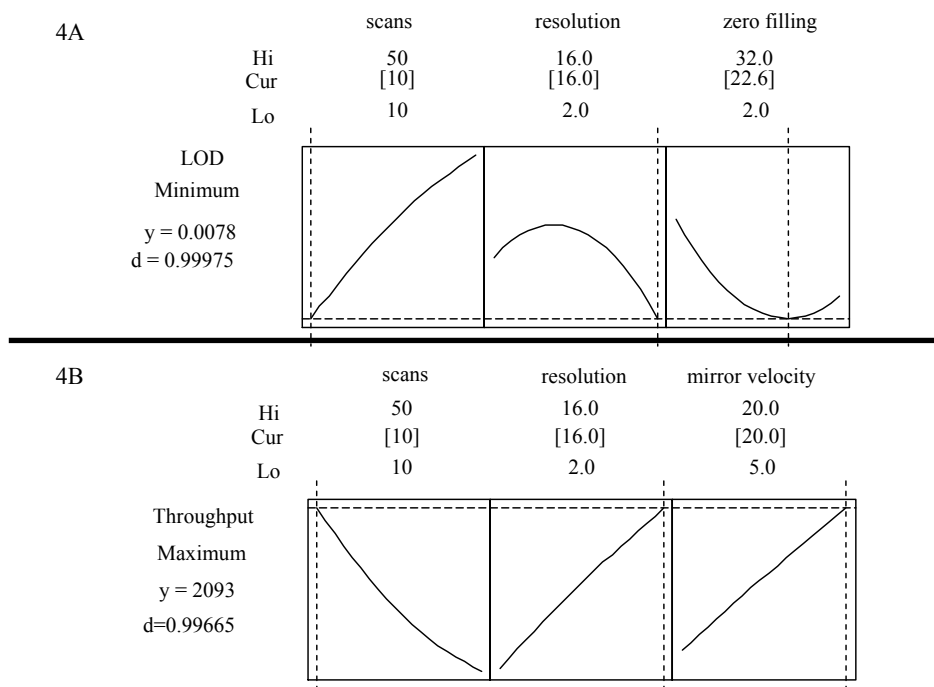 4A
scans resolution zero filling
Hi 50 16.0 32.0
Cur [10] [16.0] [22.6]
Lo 10 2.0 2.0
LOD
Minimum
y = 0.0078
d = 0.99975
4B
scans resolution mirror velocity
Hi 50 16.0 20.0
Cur [10] [16.0] [20.0]
Lo 10 2.0 5.0
Throughput
Maximum
y = 2093
d=0.99665